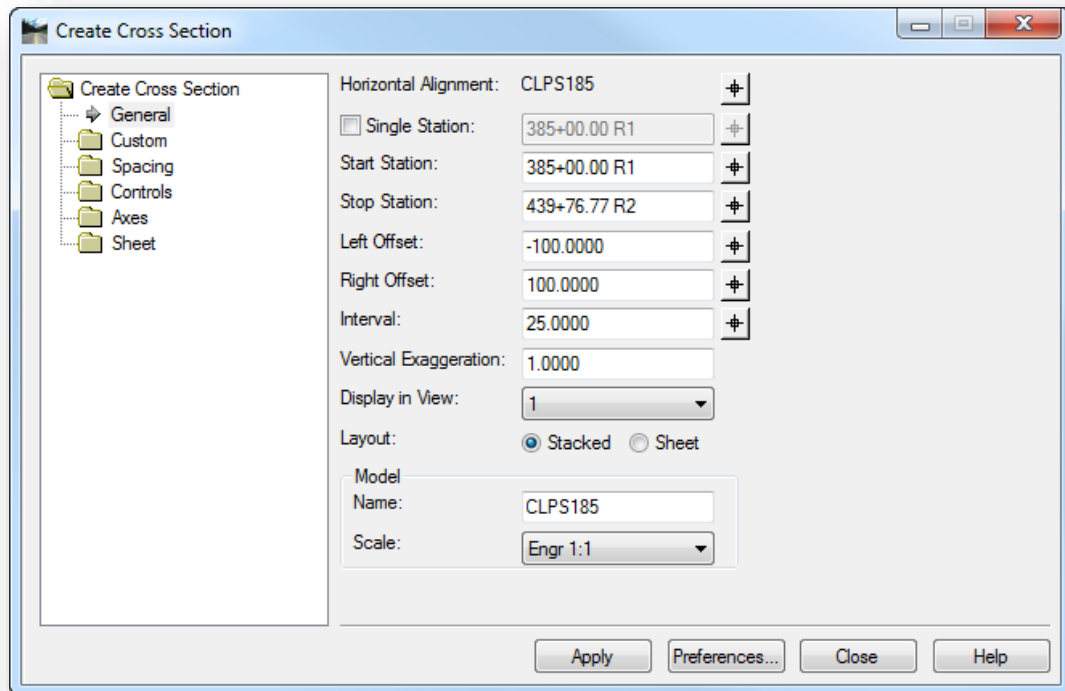 Create Cross Section
Create Cross Section
General
Custom
Spacing
Controls
Axes
Sheet
Horizontal Alignment: CLPS185
Single Station: 385+00.00 R1
Start Station: 385+00.00 R1
Stop Station: 439+76.77 R2
Left Offset: -100.0000
Right Offset: 100.0000
Interval: 25.0000
Vertical Exaggeration: 1.0000
Display in View: 1
Layout: Stacked Sheet
Model
Name: CLPS185
Scale: Engr 1:1
Apply Preferences... Close Help